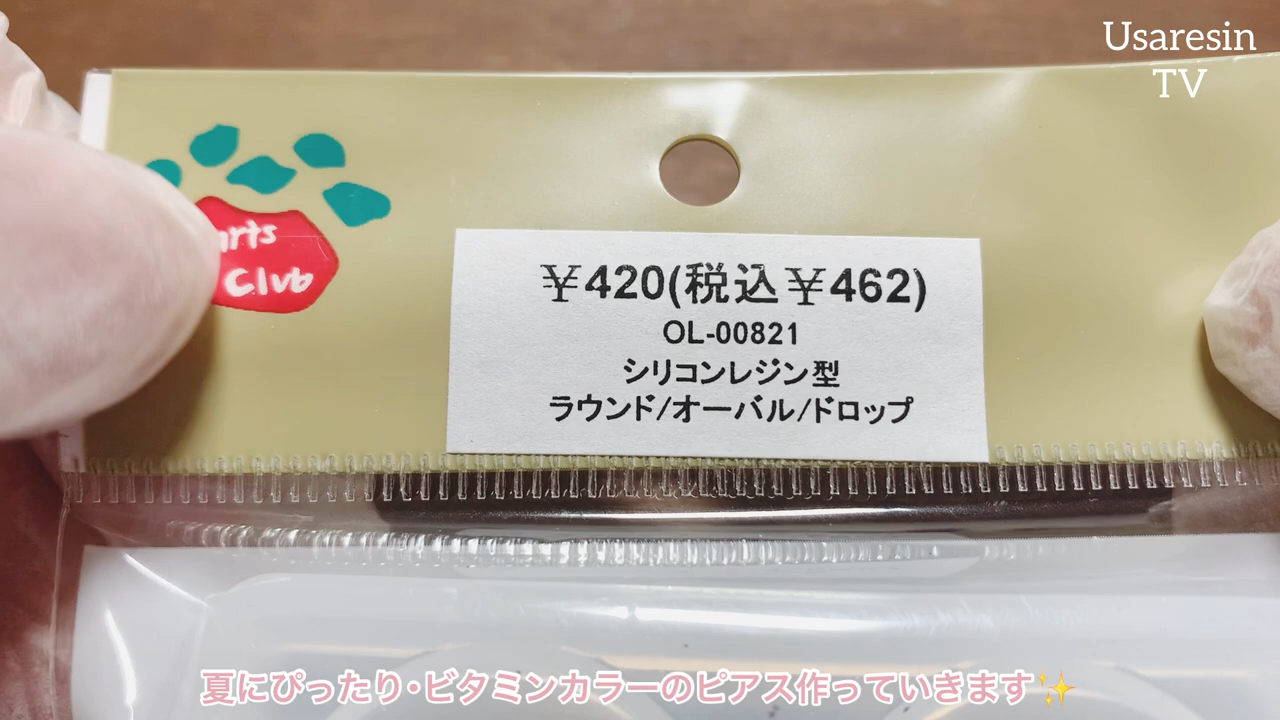 Usaresin
TV
arts
Club
¥420(税込¥462)
OL-00821
シリコンレジン型
ラウンド/オーバル/ドロップ
夏にぴったり・ビタミンカラーのピアス作っていきます✨